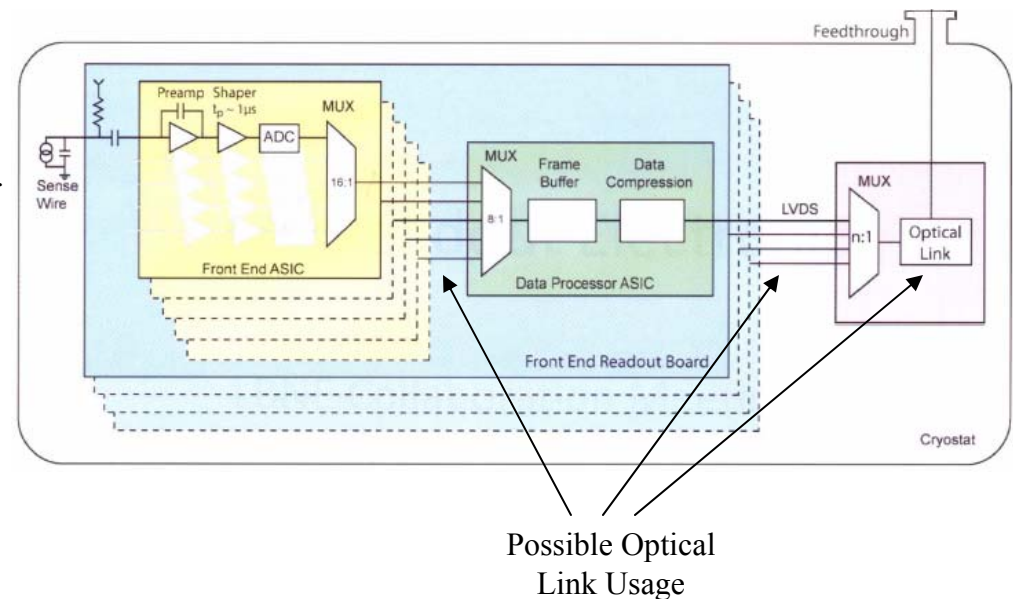 Feedthrough
Preamp Shaper
tp ~ 1µs
MUX
ADC
16:1
Sense
Wire
Front End ASIC
MUX
Frame
Buffer
Data
Compression
8:1
Data Processor ASIC
LVDS
MUX
n:1
Optical
Link
Front End Readout Board
Cryostat
Possible Optical
Link Usage